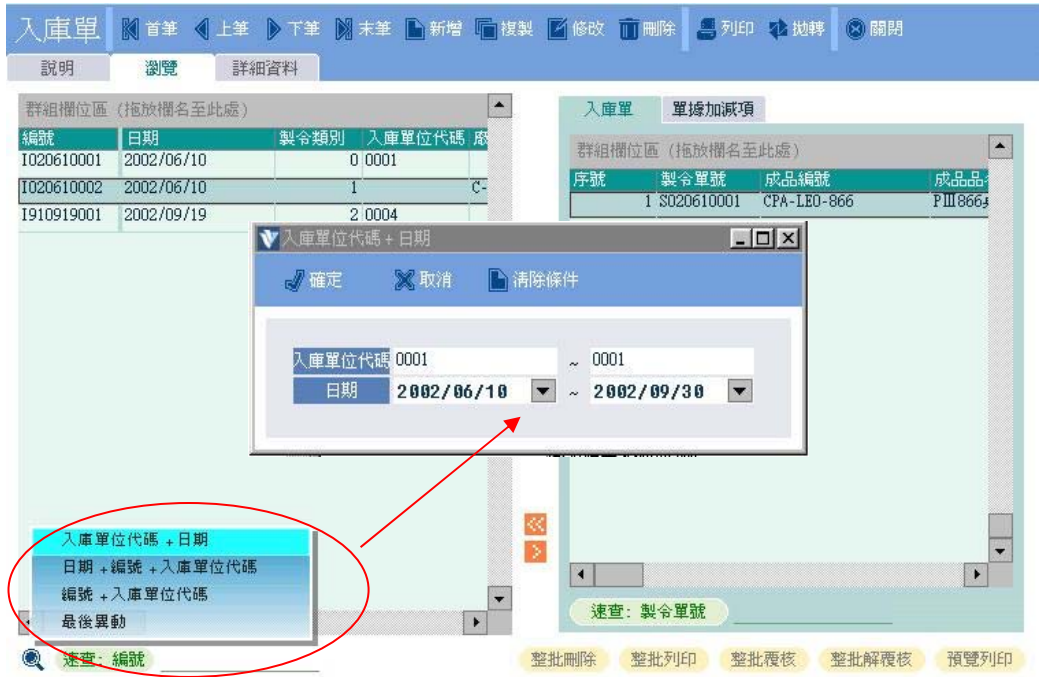 入庫單 首筆 上筆 下筆 末筆 新增 複製 修改 刪除 列印 拋轉 關閉
說明 瀏覽 詳細資料
群組欄位區 (拖放欄名至此處)
編號 日期 製令類別 入庫單位代碼
I020610001 2002/06/10 0 0001
I020610002 2002/06/10 1 C-
I910919001 2002/09/19 2 0004
入庫單 單據加減項
群組欄位區 (拖放欄名至此處)
序號 製令單號 成品編號 成品品
1 S020610001 CPA-LEO-866 PⅢ866
入庫單位代碼 + 日期
確定 取消 清除條件
入庫單位代碼 0001 ~ 0001
日期 2002/06/10 ~ 2002/09/30
入庫單位代碼 + 日期
日期 + 編號 + 入庫單位代碼
編號 + 入庫單位代碼
最後異動
速查: 製令單號
速查: 編號
整批刪除 整批列印 整批覆核 整批解覆核 預覽列印